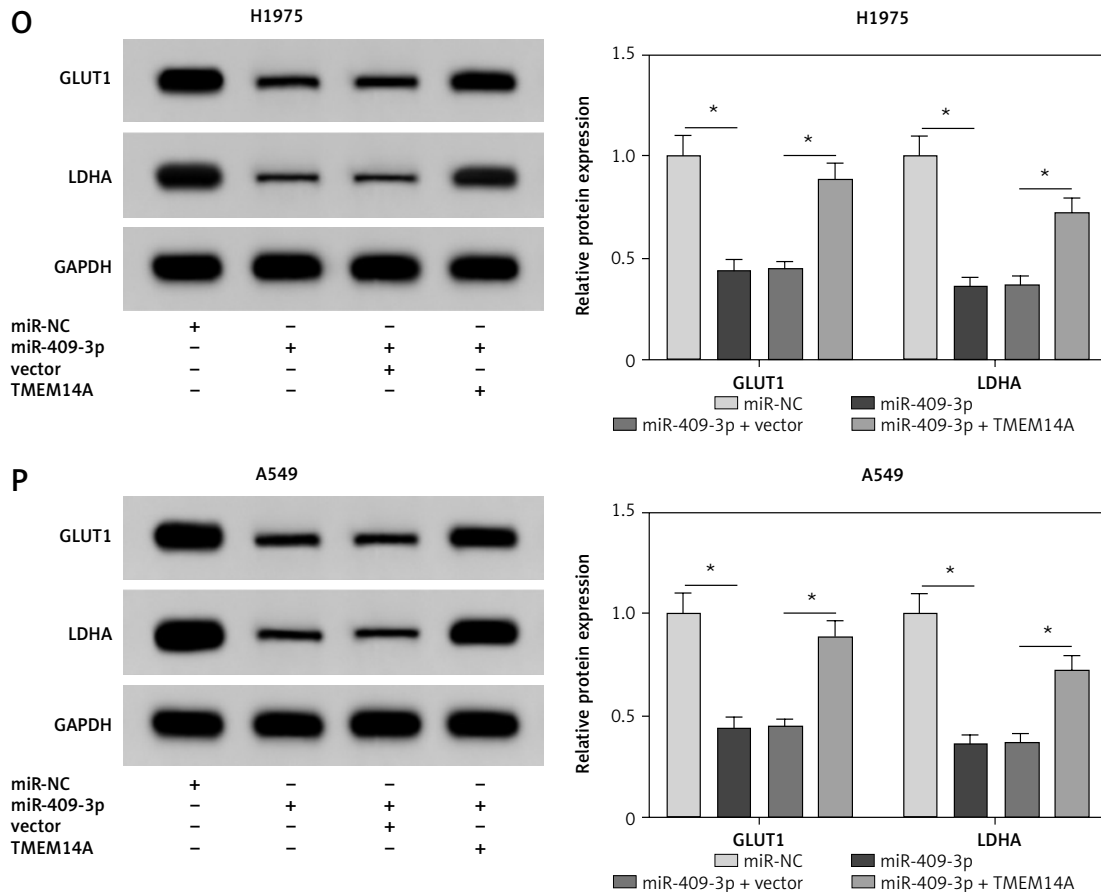 O
H1975
GLUT1
LDHA
GAPDH
miR-NC + – – –
miR-409-3p – + + +
vector – – + –
TMEM14A – – – +
H1975
Relative protein expression
1.5
1.0
0.5
0
* * * *
GLUT1 LDHA
miR-NC miR-409-3p
miR-409-3p + vector miR-409-3p + TMEM14A
P
A549
GLUT1
LDHA
GAPDH
miR-NC + – – –
miR-409-3p – + + +
vector – – + –
TMEM14A – – – +
A549
Relative protein expression
1.5
1.0
0.5
0
* * * *
GLUT1 LDHA
miR-NC miR-409-3p
miR-409-3p + vector miR-409-3p + TMEM14A